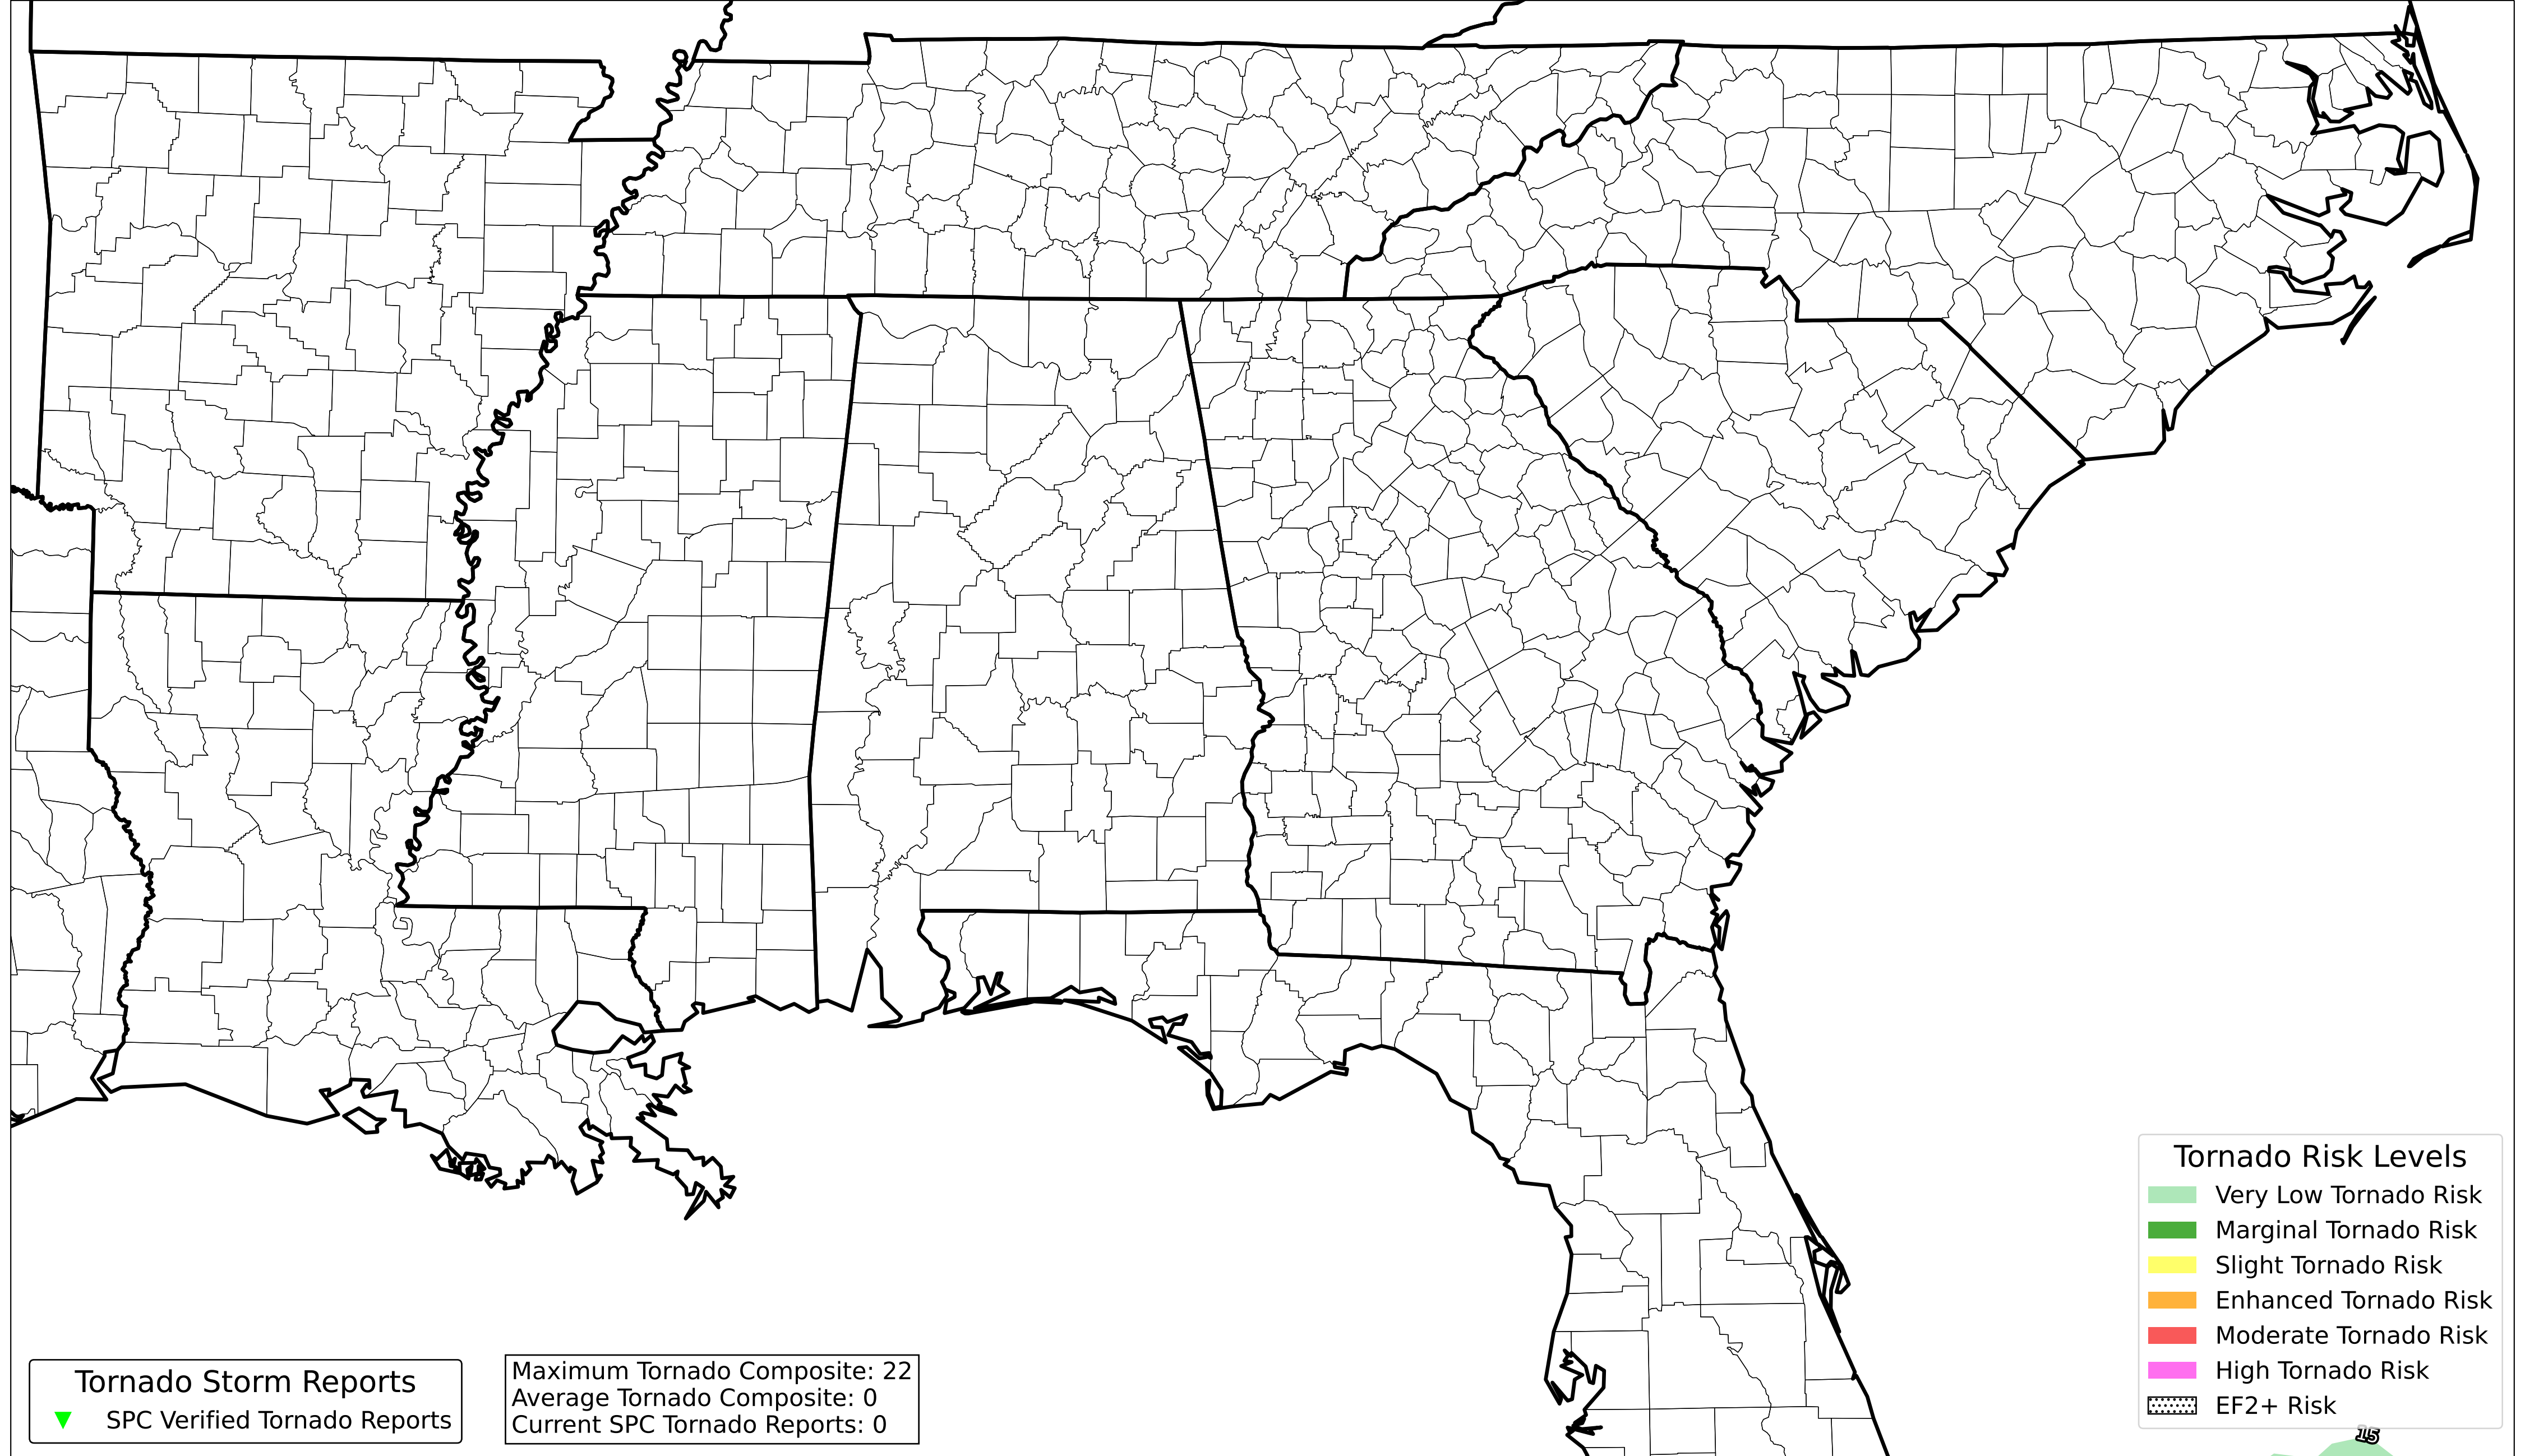 Tornado Risk Levels
Very Low Tornado Risk
Marginal Tornado Risk
Slight Tornado Risk
Enhanced Tornado Risk
Moderate Tornado Risk
High Tornado Risk
EF2+ Risk
15
Tornado Storm Reports
SPC Verified Tornado Reports
Maximum Tornado Composite: 22
Average Tornado Composite: 0
Current SPC Tornado Reports: 0